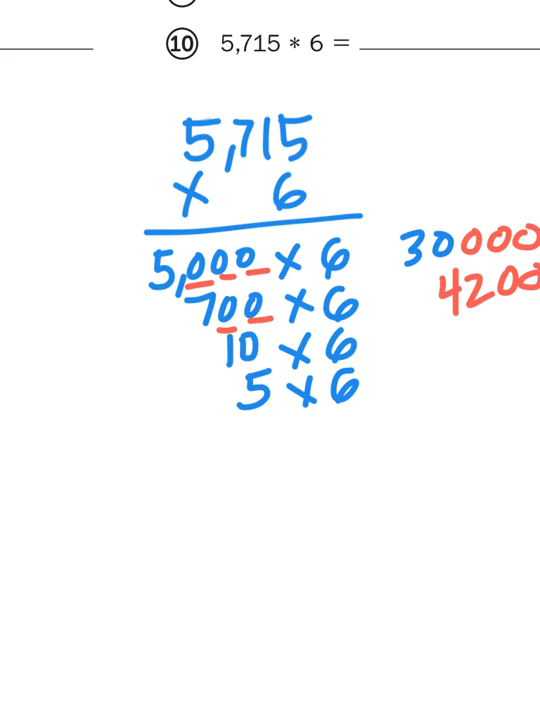 10 5,715 * 6 =
5,715
x 6
5,000 x 6 30000
700 x 6 4200
10 x 6
5 x 6